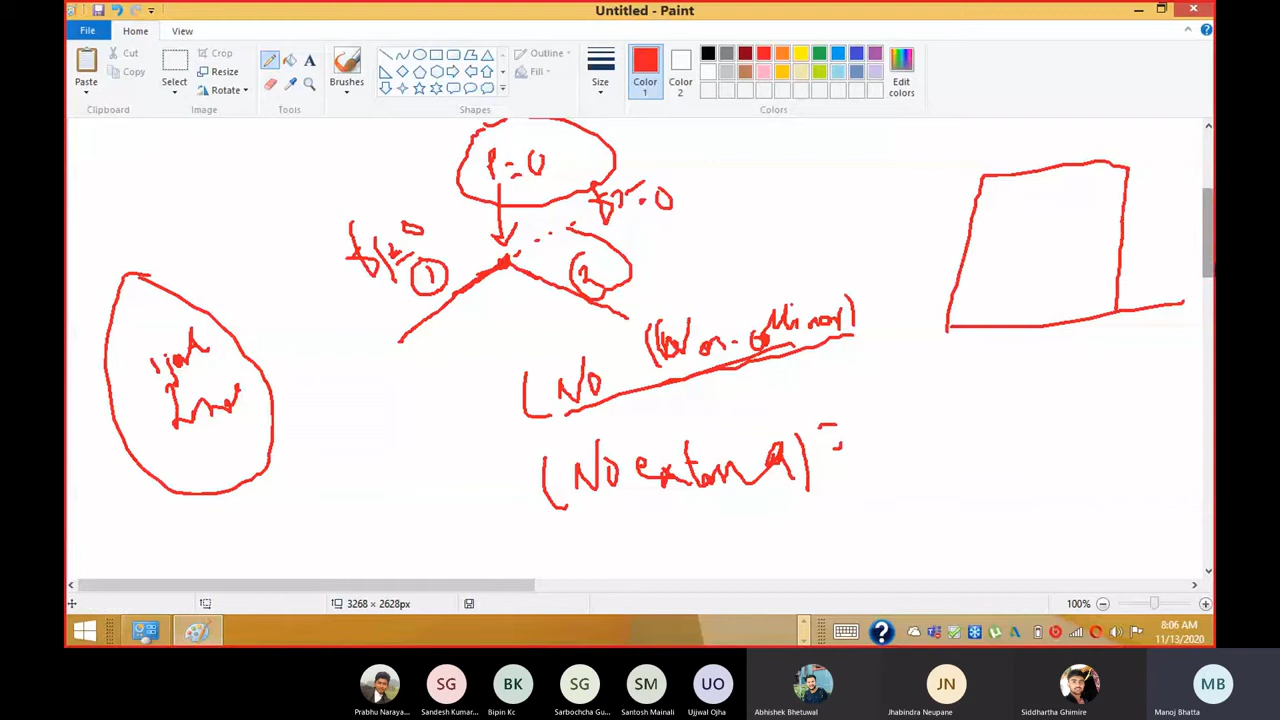 Untitled - Paint
File Home View
Cut
Copy
Paste
Clipboard
Select
Crop
Resize
Rotate
Image
Tools
Brushes
Shapes
Outline
Fill
Size
Color 1
Color 2
Edit colors
Colors
P=0
=0
1
2
(No
(No external)
3268 × 2628px
100%
8:06 AM
11/13/2020
SG BK SG SM UO JN MB
Prabhu Naraya... Sandesh Kumar... Bipin Kc Sarbochcha Gu... Santosh Mainali Ujjwal Ojha Abhishek Bhetuwal Jhabindra Neupane Siddhartha Ghimire Manoj Bhatta